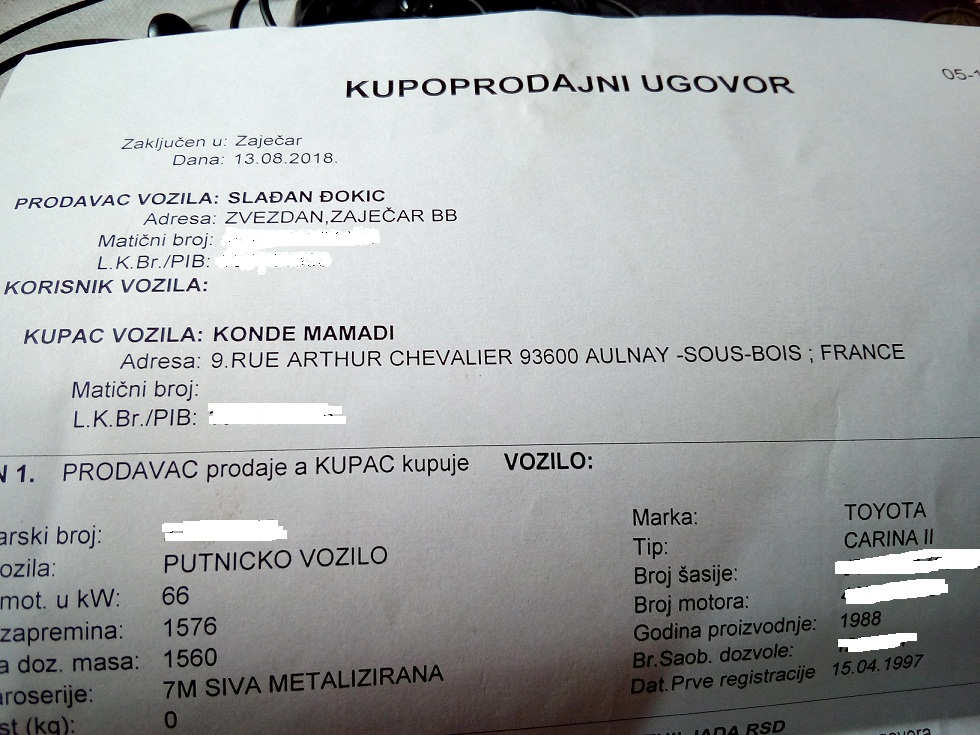 KUPOPRODAJNI UGOVOR
05-1
Zaključen u: Zaječar
Dana: 13.08.2018.
PRODAVAC VOZILA: SLAĐAN ĐOKIC
Adresa: ZVEZDAN,ZAJEČAR BB
Matični broj:
L.K.Br./PIB:
KORISNIK VOZILA:
KUPAC VOZILA: KONDE MAMADI
Adresa: 9.RUE ARTHUR CHEVALIER 93600 AULNAY -SOUS-BOIS ; FRANCE
Matični broj:
L.K.Br./PIB:
N 1. PRODAVAC prodaje a KUPAC kupuje VOZILO:
arski broj:
ozila: PUTNICKO VOZILO
mot. u kW: 66
zapremina: 1576
a doz. masa: 1560
aroserije: 7M SIVA METALIZIRANA
st (kg): 0
Marka: TOYOTA
Tip: CARINA II
Broj šasije:
Broj motora:
Godina proizvodnje: 1988
Br.Saob. dozvole:
Dat.Prve registracije 15.04.1997
JADA RSD